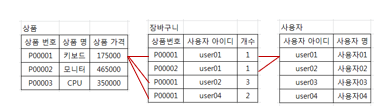 상품
상품 번호 상품 명 상품 가격
P00001 키보드 175000
P00002 모니터 465000
P00003 CPU 350000
장바구니
상품번호 사용자 아이디 개수
P00001 user01 1
P00002 user01 1
P00001 user02 3
P00001 user04 2
사용자
사용자 아이디 사용자 명
user01 사용자01
user02 사용자02
user03 사용자03
user04 사용자04